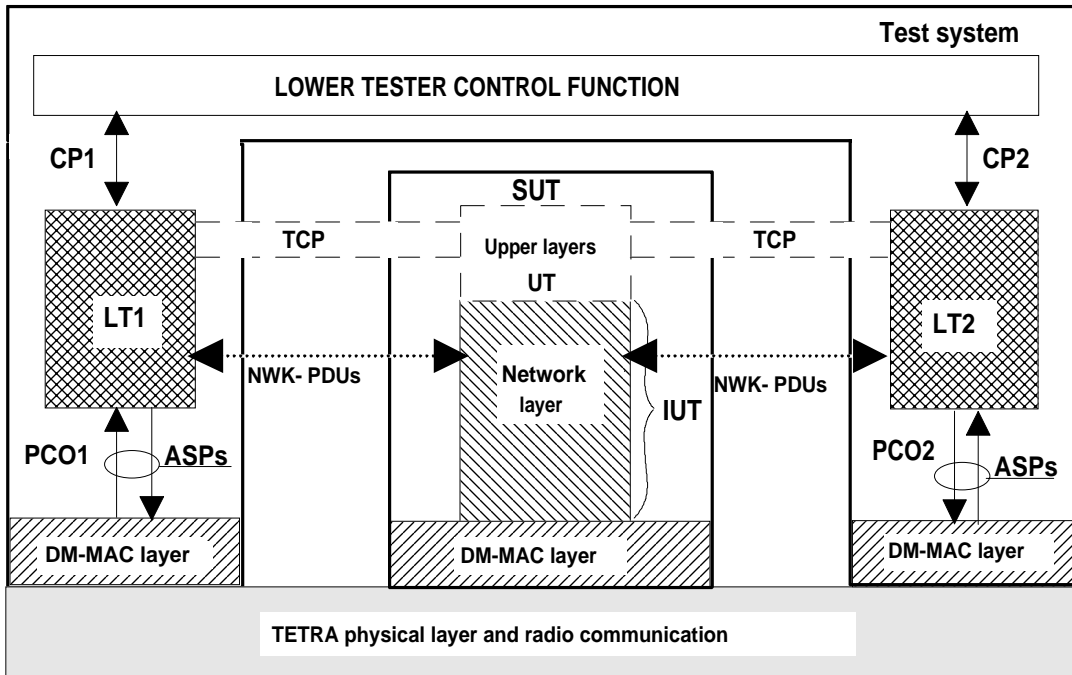 Test system
LOWER TESTER CONTROL FUNCTION
CP1
CP2
SUT
TCP
TCP
Upper layers
UT
LT1
LT2
NWK- PDUs
Network
layer
NWK- PDUs
IUT
PCO1
ASPs
PCO2
ASPs
DM-MAC layer
DM-MAC layer
DM-MAC layer
TETRA physical layer and radio communication